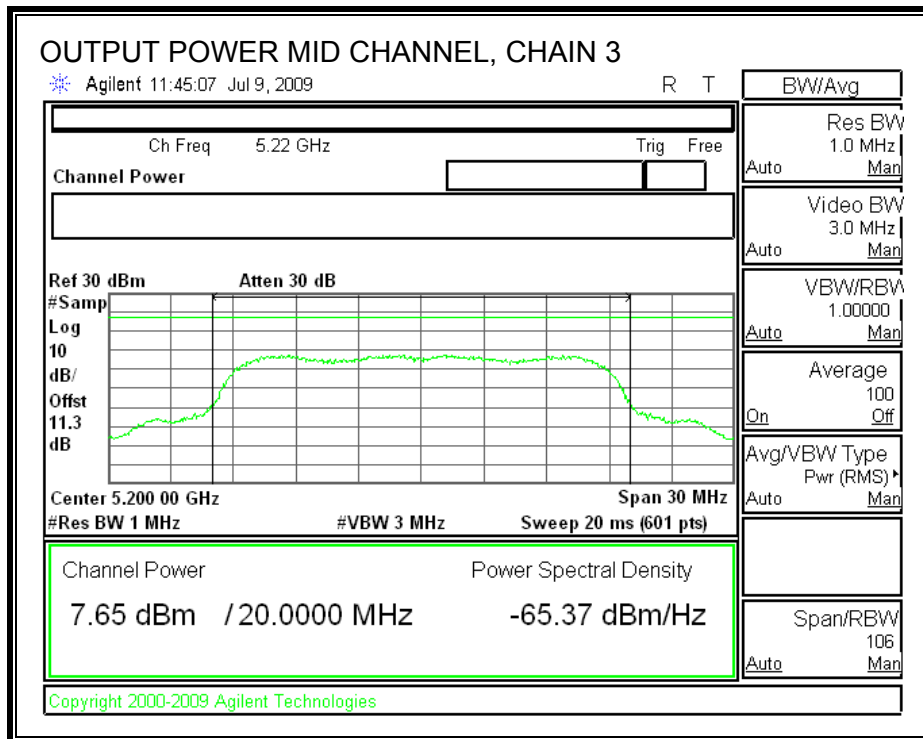 OUTPUT POWER MID CHANNEL, CHAIN 3
Agilent 11:45:07 Jul 9, 2009 R T
BW/Avg
Ch Freq 5.22 GHz Trig Free
Channel Power
Res BW
1.0 MHz
Auto Man
Video BW
3.0 MHz
Auto Man
Ref 30 dBm Atten 30 dB
#Samp
Log
10
dB/
Offst
11.3
dB
VBW/RBW
1.00000
Auto Man
Average
100
On Off
Avg/VBW Type
Pwr (RMS)
Auto Man
Center 5.200 00 GHz Span 30 MHz
#Res BW 1 MHz #VBW 3 MHz Sweep 20 ms (601 pts)
Channel Power Power Spectral Density
7.65 dBm / 20.0000 MHz -65.37 dBm/Hz
Span/RBW
106
Auto Man
Copyright 2000-2009 Agilent Technologies